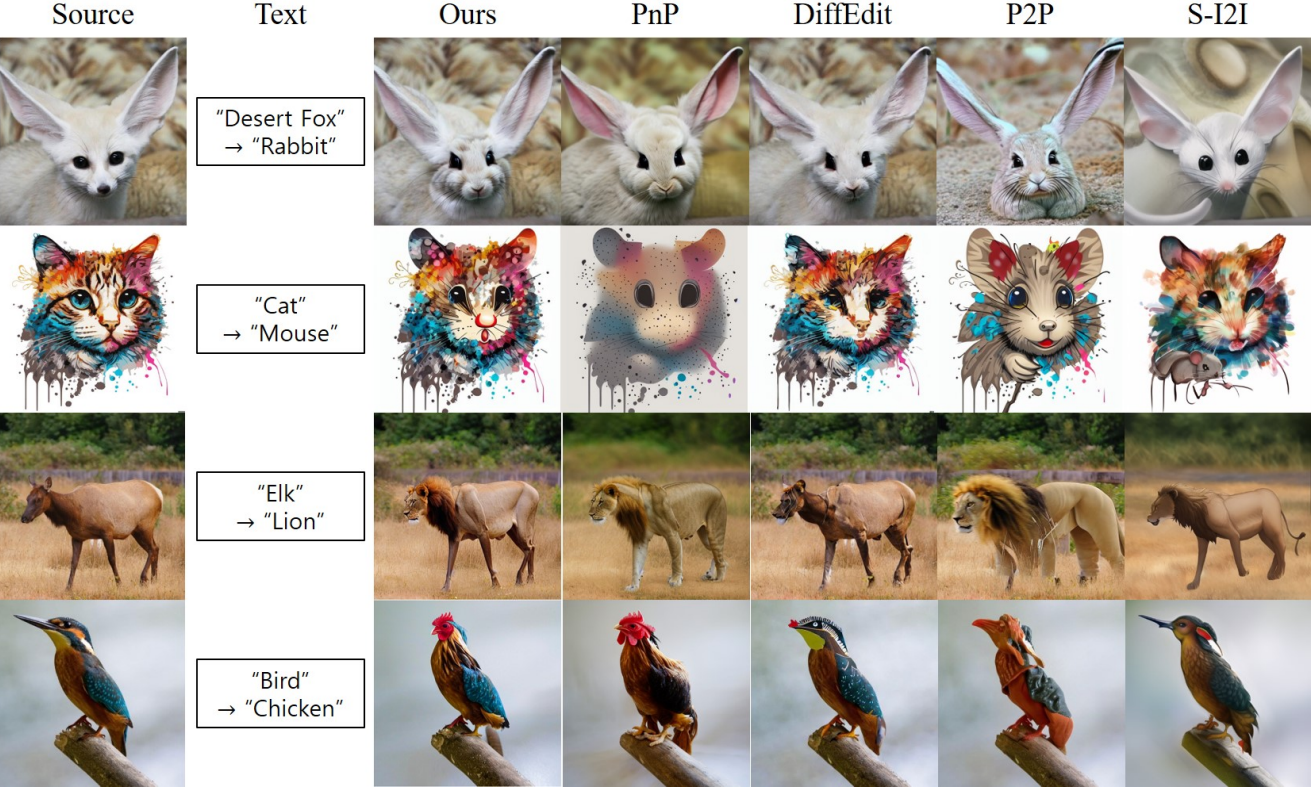 Source Text Ours PnP DiffEdit P2P S-I2I
“Desert Fox”
→ “Rabbit”
“Cat”
→ “Mouse”
“Elk”
→ “Lion”
“Bird”
→ “Chicken”